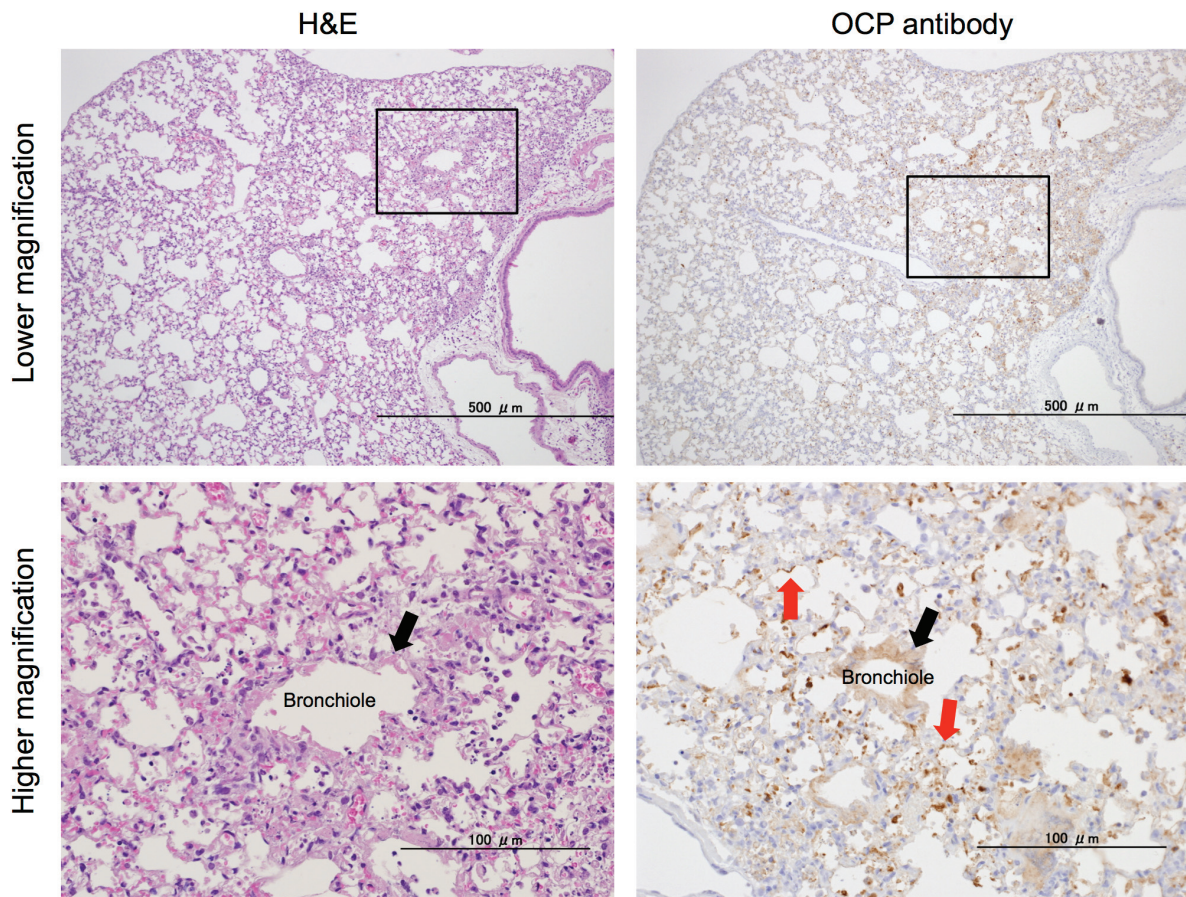 H&E
OCP antibody
Lower magnification
500 μm
500 μm
Higher magnification
Bronchiole
100 μm
Bronchiole
100 μm